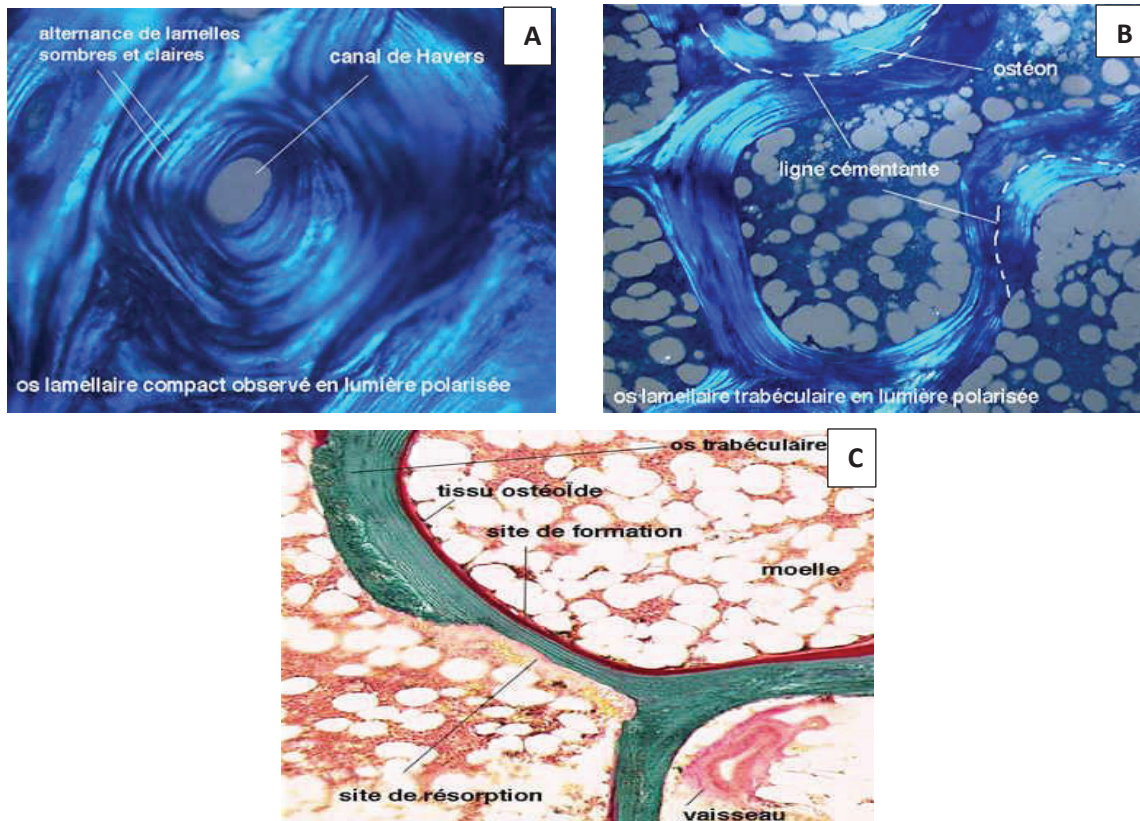 A
alternance de lamelles
sombres et claires
canal de Havers
os lamellaire compact observé en lumière polarisée
B
ostéon
ligne cémentante
os lamellaire trabéculaire en lumière polarisée
C
os trabéculaire
tissu ostéoÏde
site de formation
moelle
site de résorption
vaisseau